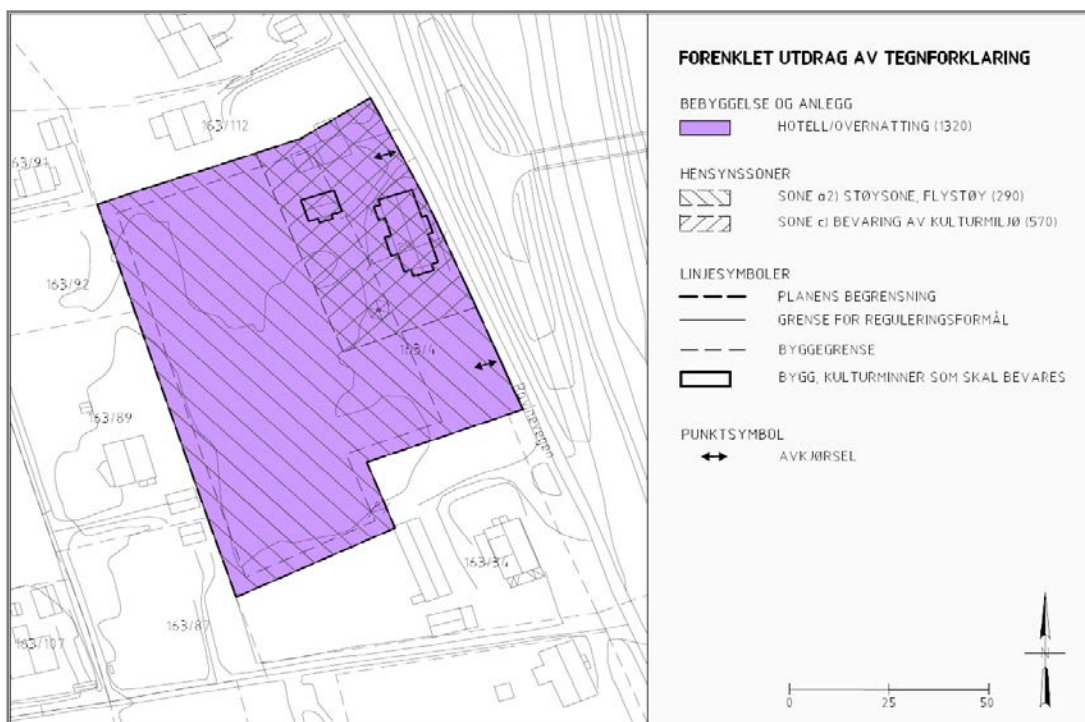 163/112
163/91
163/92
163/4
163/89
Ravinevegen
163/34
163/87
163/107
FORENKLET UTDRAG AV TEGNFORKLARING
BEBYGGELSE OG ANLEGG
HOTELL/OVERNATTING (1320)
HENSYNSSONER
SONE a2) STØYSONE, FLYSTØY (290)
SONE c) BEVARING AV KULTURMILJØ (570)
LINJESYMBOLER
PLANENS BEGRENSNING
GRENSE FOR REGULERINGSFORMÅL
BYGGEGRENSE
BYGG, KULTURMINNER SOM SKAL BEVARES
PUNKTSYMBOL
AVKJØRSEL
N
0 25 50